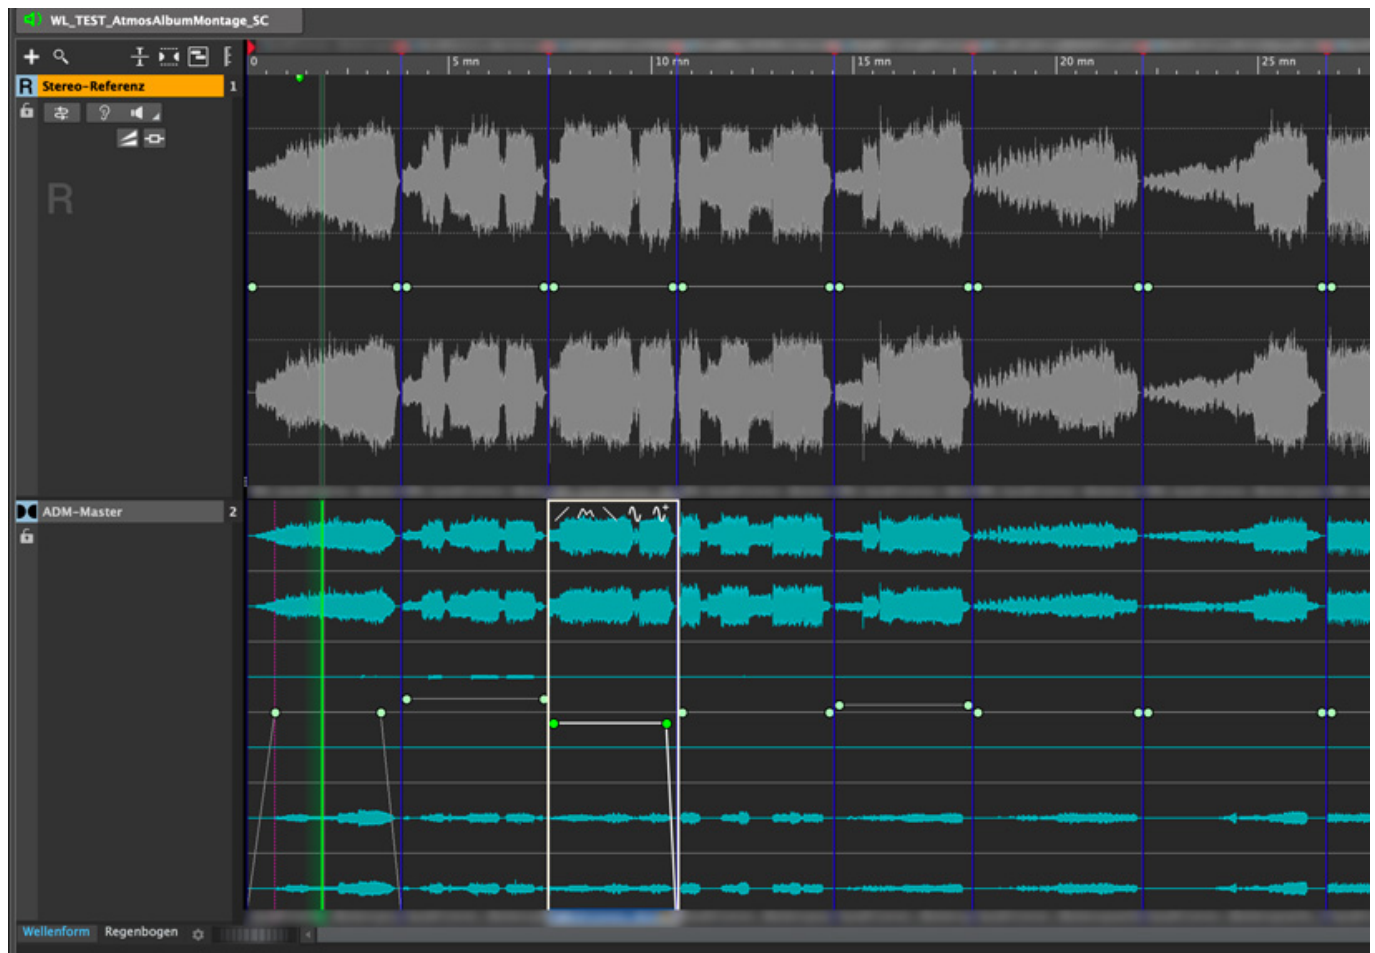 WL_TEST_AtmosAlbumMontage_SC
0 5 mn 10 mn 15 mn 20 mn 25 mn
R Stereo-Referenz 1
R
ADM-Master 2
Wellenform Regenbogen